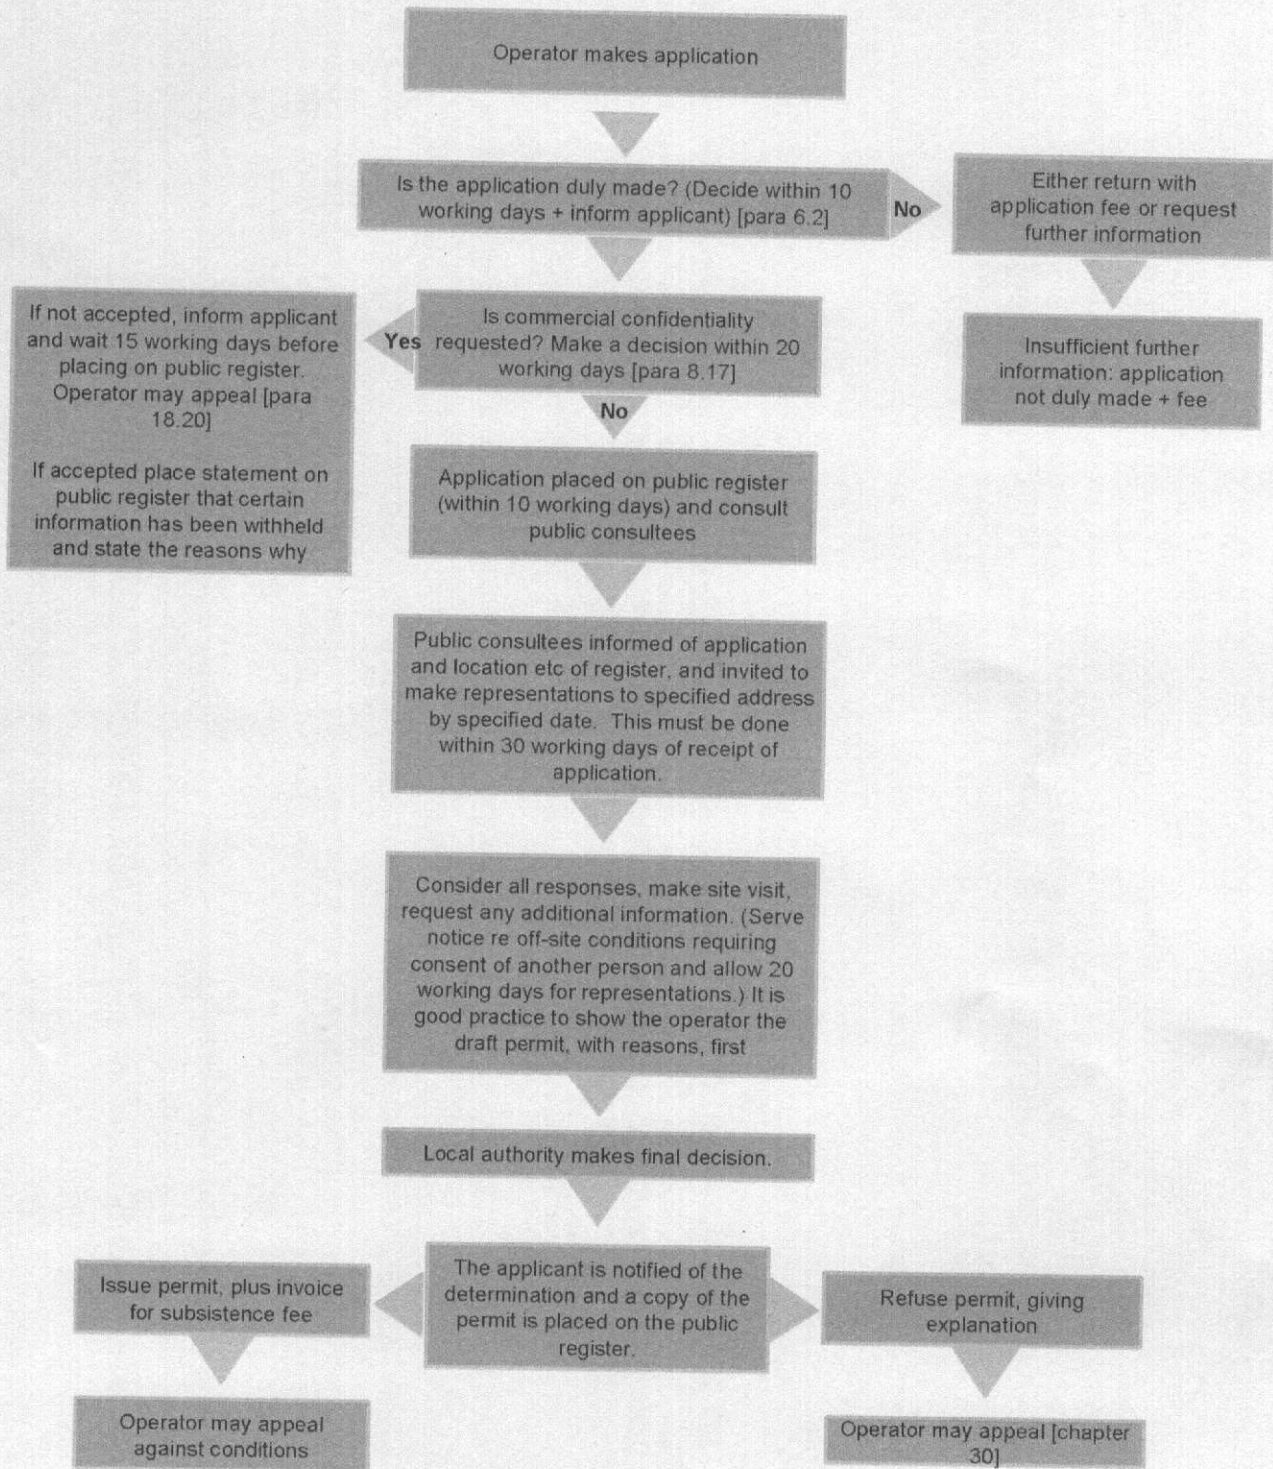 Operator makes application
Is the application duly made? (Decide within 10
working days + inform applicant) [para 6.2]
No
Either return with
application fee or request
further information
Insufficient further
information: application
not duly made + fee
Is commercial confidentiality
requested? Make a decision within 20
working days [para 8.17]
Yes
If not accepted, inform applicant
and wait 15 working days before
placing on public register.
Operator may appeal [para
18.20]
If accepted place statement on
public register that certain
information has been withheld
and state the reasons why
No
Application placed on public register
(within 10 working days) and consult
public consultees
Public consultees informed of application
and location etc of register, and invited to
make representations to specified address
by specified date. This must be done
within 30 working days of receipt of
application.
Consider all responses, make site visit,
request any additional information. (Serve
notice re off-site conditions requiring
consent of another person and allow 20
working days for representations.) It is
good practice to show the operator the
draft permit, with reasons, first
Local authority makes final decision.
The applicant is notified of the
determination and a copy of the
permit is placed on the public
register.
Issue permit, plus invoice
for subsistence fee
Operator may appeal
against conditions
Refuse permit, giving
explanation
Operator may appeal [chapter
30]